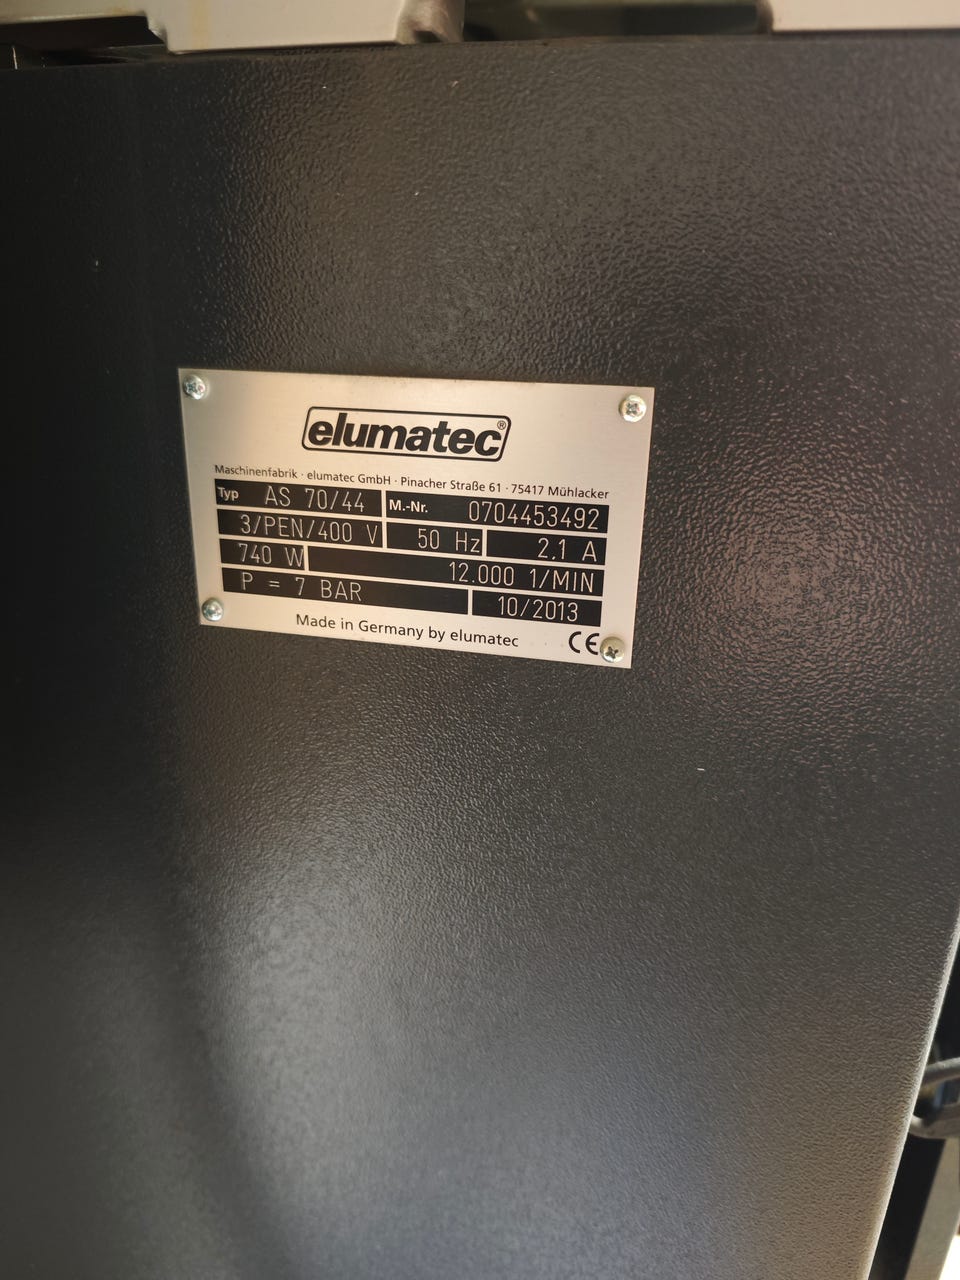 elumatec®
Maschinenfabrik · elumatec GmbH · Pinacher Straße 61 · 75417 Mühlacker
Typ AS 70/44 M.-Nr. 0704453492
3/PEN/400 V 50 Hz 2,1 A
740 W 12.000 1/MIN
P = 7 BAR 10/2013
Made in Germany by elumatec CE